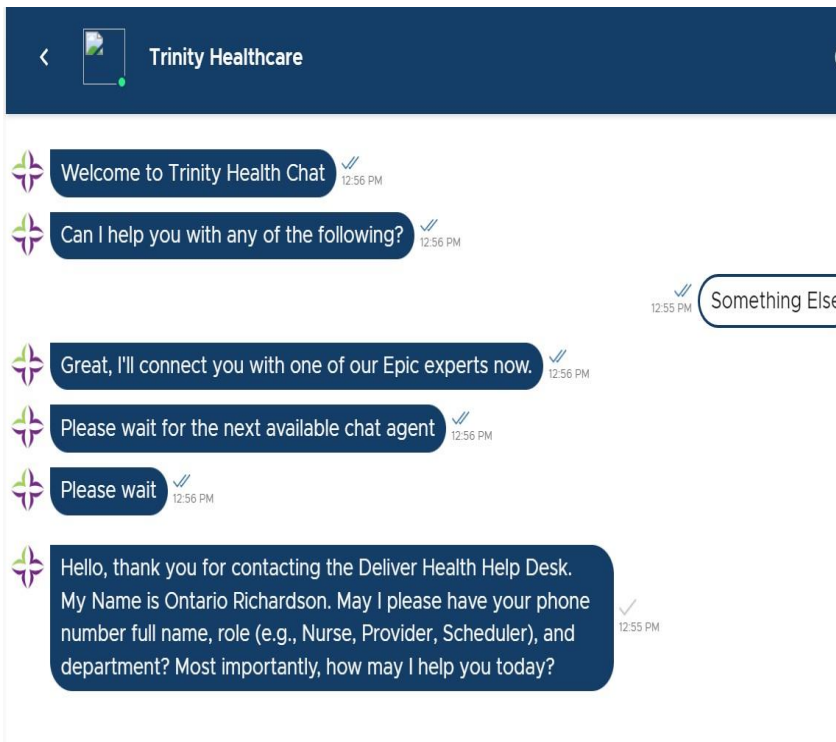 Trinity Healthcare
Welcome to Trinity Health Chat
12:56 PM
Can I help you with any of the following?
12:56 PM
12:55 PM
Something Else
Great, I'll connect you with one of our Epic experts now.
12:56 PM
Please wait for the next available chat agent
12:56 PM
Please wait
12:56 PM
Hello, thank you for contacting the Deliver Health Help Desk.
My Name is Ontario Richardson. May I please have your phone
number full name, role (e.g., Nurse, Provider, Scheduler), and
department? Most importantly, how may I help you today?
12:55 PM